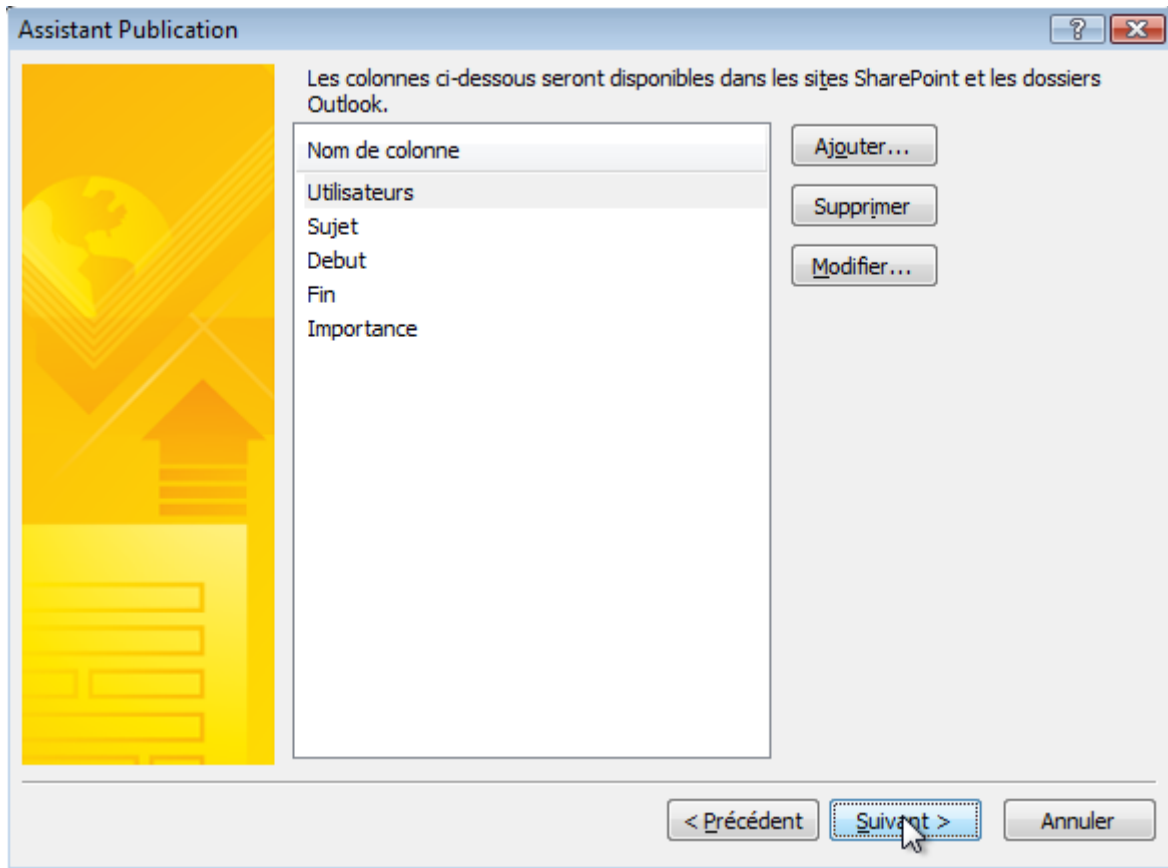 Assistant Publication
Les colonnes ci-dessous seront disponibles dans les sites SharePoint et les dossiers
Outlook.
Nom de colonne
Utilisateurs
Sujet
Debut
Fin
Importance
Ajouter...
Supprimer
Modifier...
< Précédent
Suivant >
Annuler